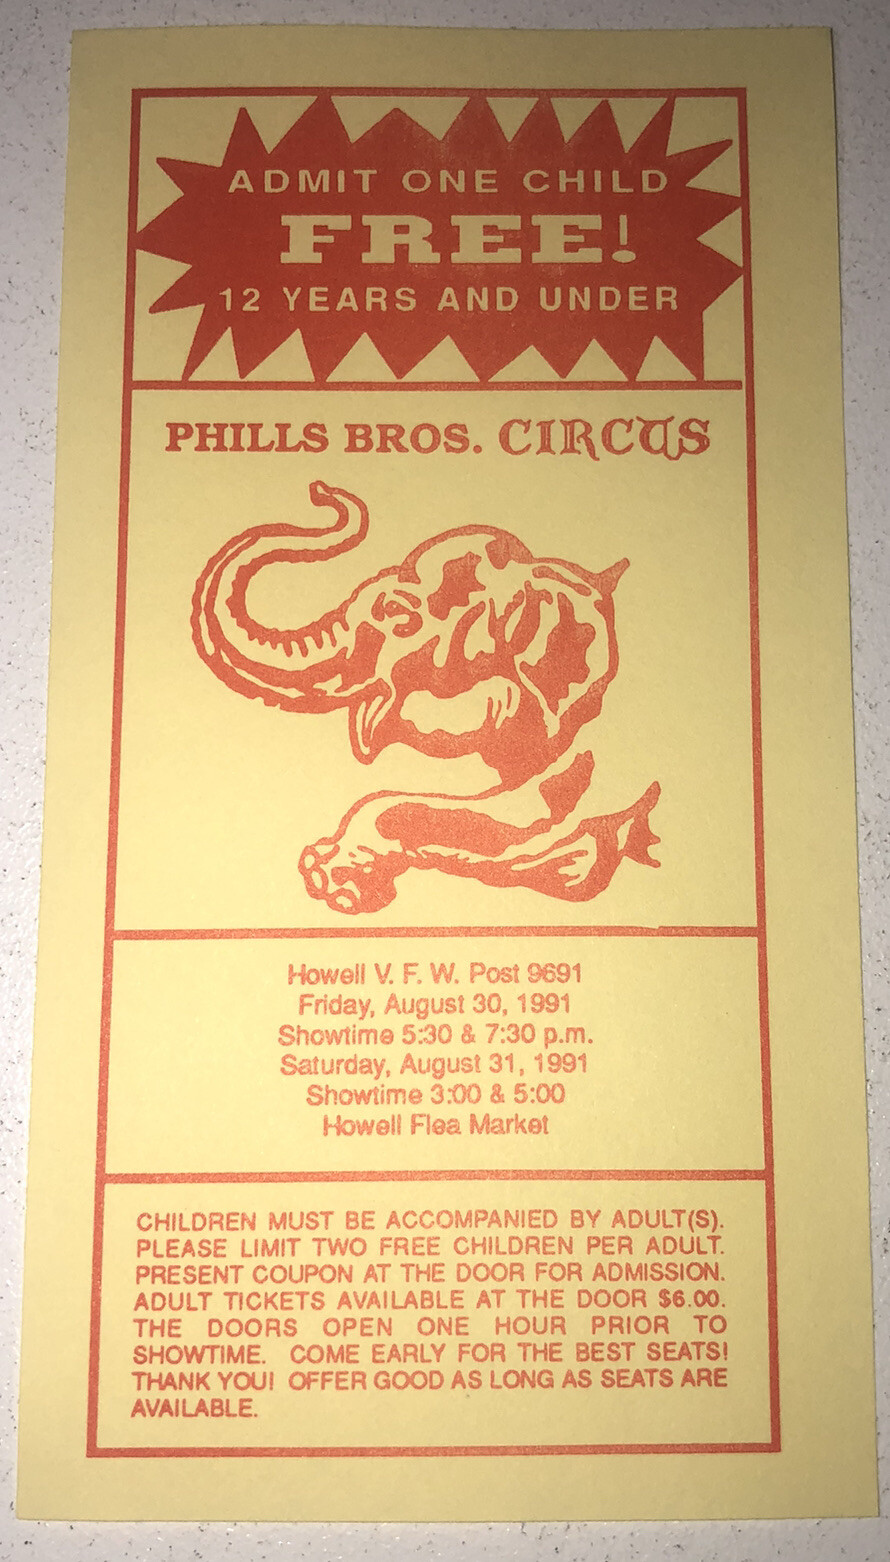 ADMIT ONE CHILD
FREE!
12 YEARS AND UNDER
PHILLS BROS. CIRCUS
Howell V. F. W. Post 9691
Friday, August 30, 1991
Showtime 5:30 & 7:30 p.m.
Saturday, August 31, 1991
Showtime 3:00 & 5:00
Howell Flea Market
CHILDREN MUST BE ACCOMPANIED BY ADULT(S).
PLEASE LIMIT TWO FREE CHILDREN PER ADULT.
PRESENT COUPON AT THE DOOR FOR ADMISSION.
ADULT TICKETS AVAILABLE AT THE DOOR $6.00.
THE DOORS OPEN ONE HOUR PRIOR TO
SHOWTIME. COME EARLY FOR THE BEST SEATS!
THANK YOU! OFFER GOOD AS LONG AS SEATS ARE
AVAILABLE.